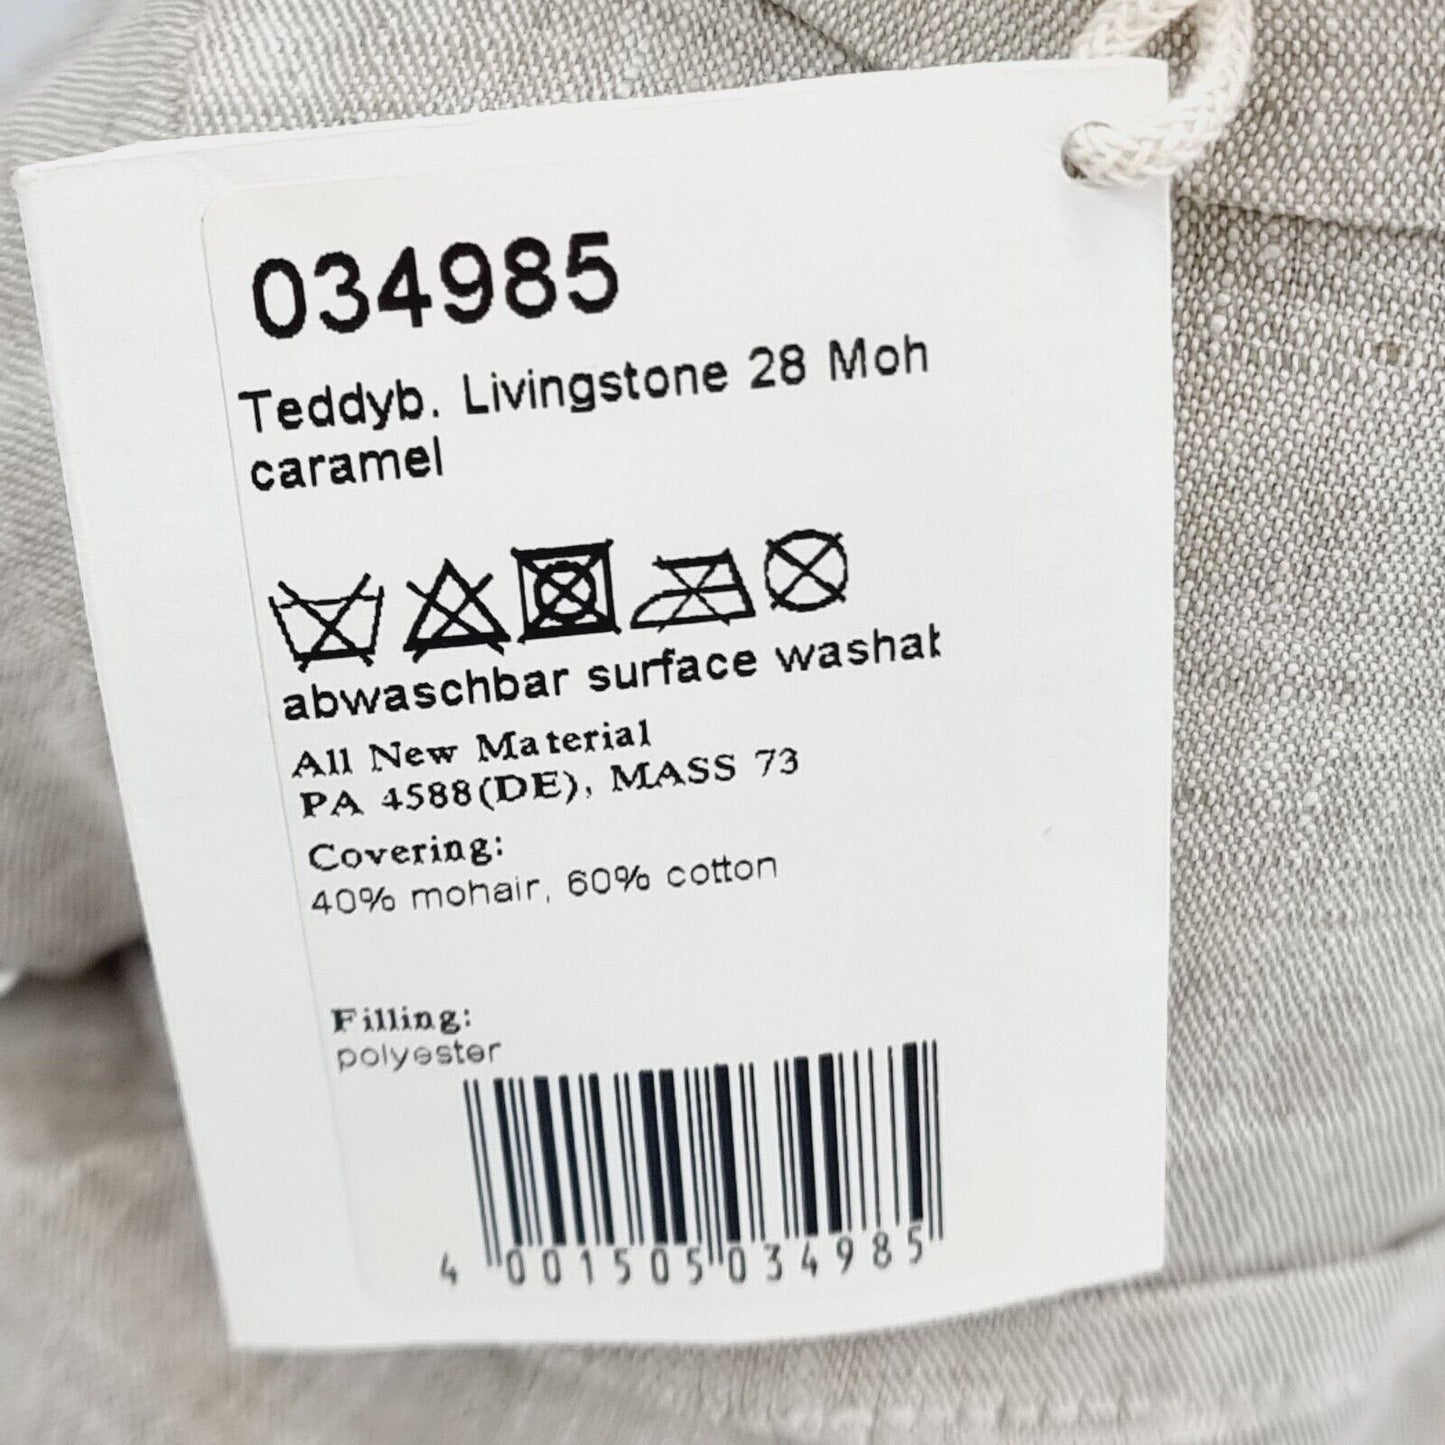 034985
Teddyb. Livingstone 28 Moh
caramel
abwaschbar surface washab
All New Material
PA 4588(DE), MASS 73
Covering:
40% mohair, 60% cotton
Filling:
polyester
4 001505 034985